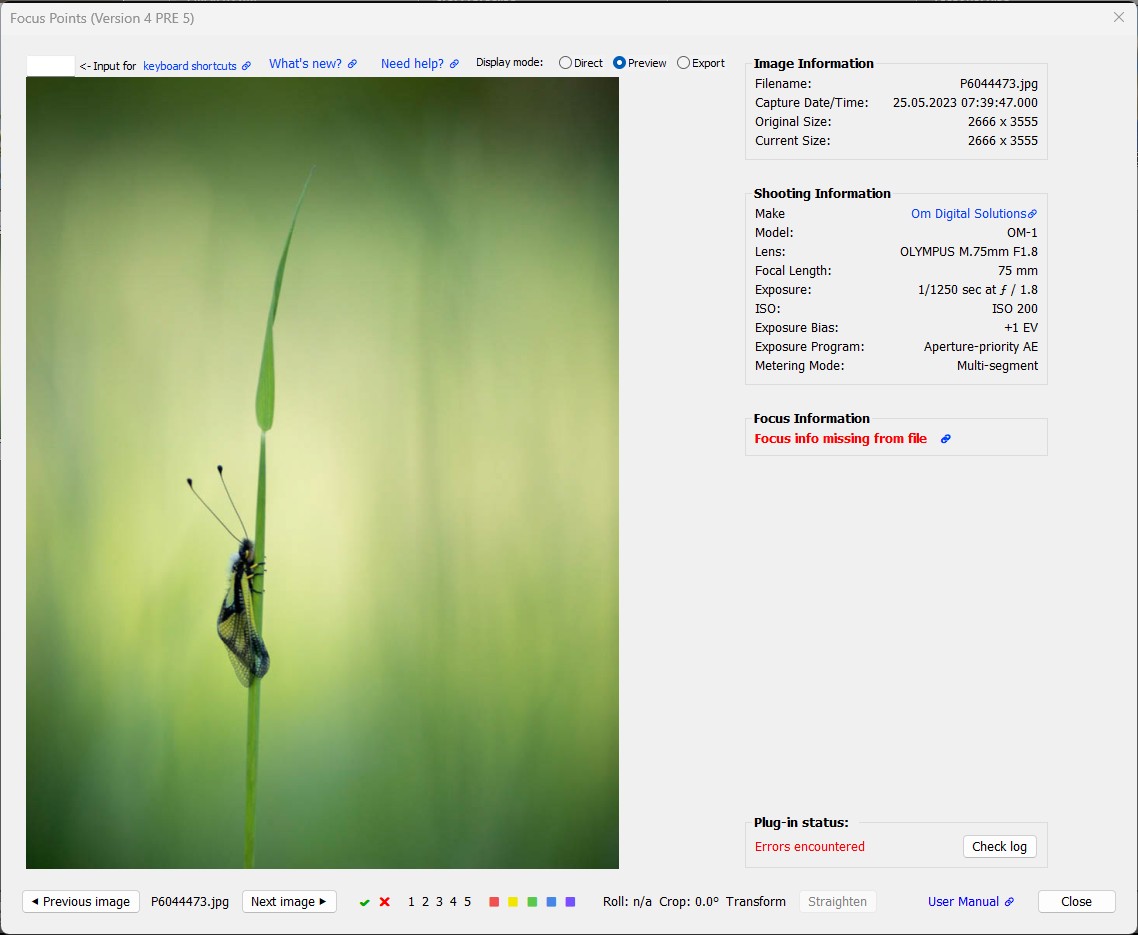 Focus Points (Version 4 PRE 5)
<- Input for keyboard shortcuts What's new? Need help? Display mode: Direct Preview Export
Image Information
Filename: P6044473.jpg
Capture Date/Time: 25.05.2023 07:39:47.000
Original Size: 2666 x 3555
Current Size: 2666 x 3555
Shooting Information
Make Om Digital Solutions
Model: OM-1
Lens: OLYMPUS M.75mm F1.8
Focal Length: 75 mm
Exposure: 1/1250 sec at ƒ / 1.8
ISO: ISO 200
Exposure Bias: +1 EV
Exposure Program: Aperture-priority AE
Metering Mode: Multi-segment
Focus Information
Focus info missing from file
Plug-in status:
Errors encountered Check log
Previous image P6044473.jpg Next image 1 2 3 4 5 Roll: n/a Crop: 0.0° Transform Straighten User Manual Close